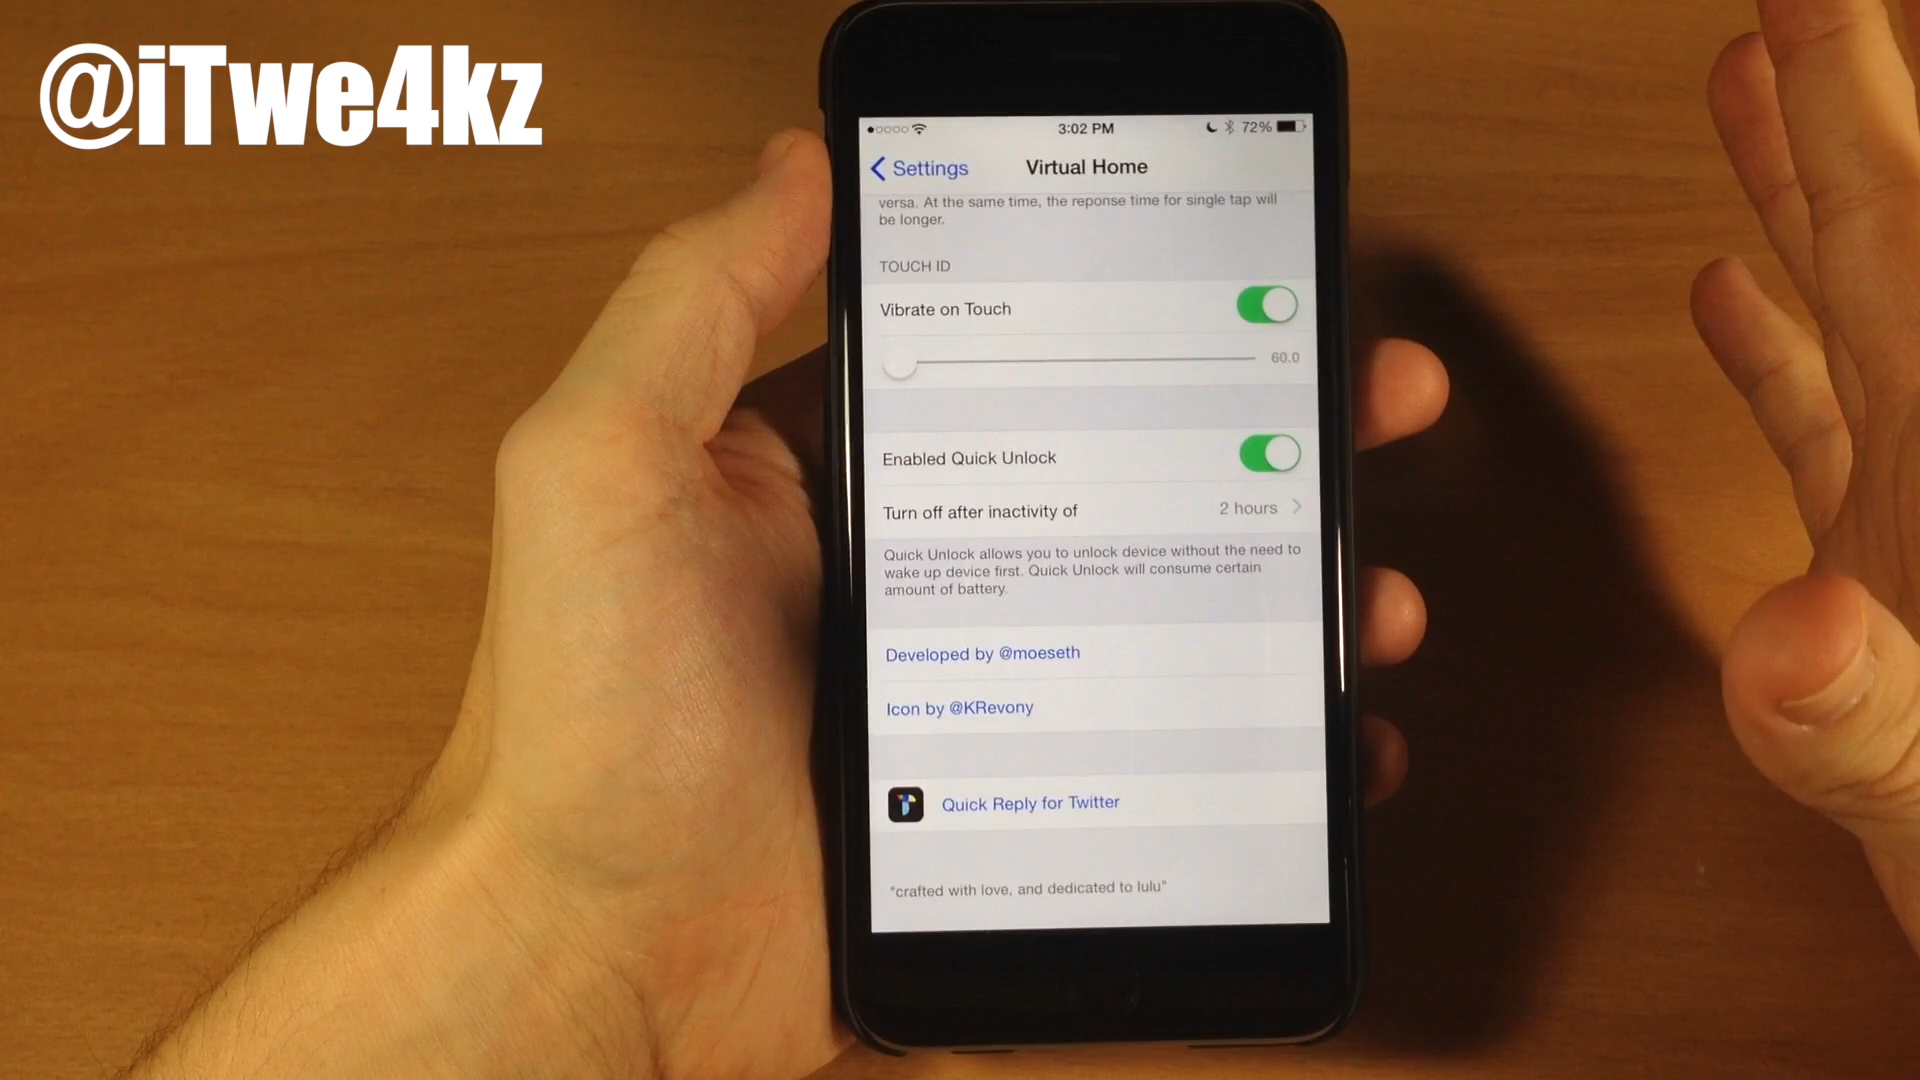 @iTwe4kz
3:02 PM
72%
Settings
Virtual Home
versa. At the same time, the reponse time for single tap will
be longer.
TOUCH ID
Vibrate on Touch
60.0
Enabled Quick Unlock
Turn off after inactivity of
2 hours
Quick Unlock allows you to unlock device without the need to
wake up device first. Quick Unlock will consume certain
amount of battery.
Developed by @moeseth
Icon by @KRevony
Quick Reply for Twitter
"crafted with love, and dedicated to lulu"